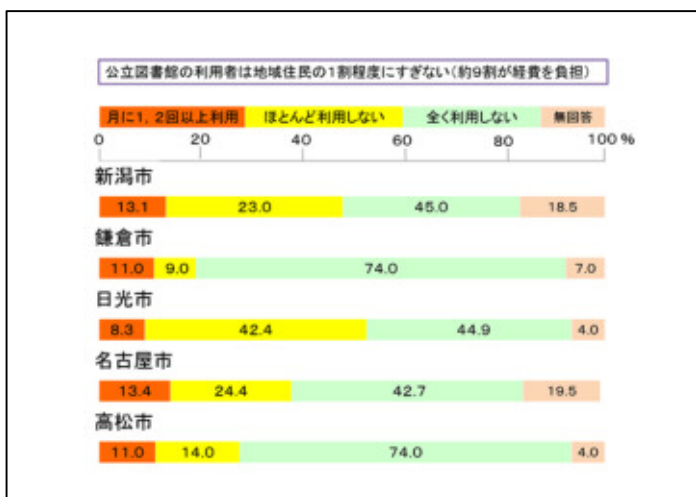 公立図書館の利用者は地域住民の1割程度にすぎない(約9割が経費を負担)
月に1，2回以上利用 ほとんど利用しない 全く利用しない 無回答
0 20 40 60 80 100 %
新潟市
13.1 23.0 45.0 18.5
鎌倉市
11.0 9.0 74.0 7.0
日光市
8.3 42.4 44.9 4.0
名古屋市
13.4 24.4 42.7 19.5
高松市
11.0 14.0 74.0 4.0